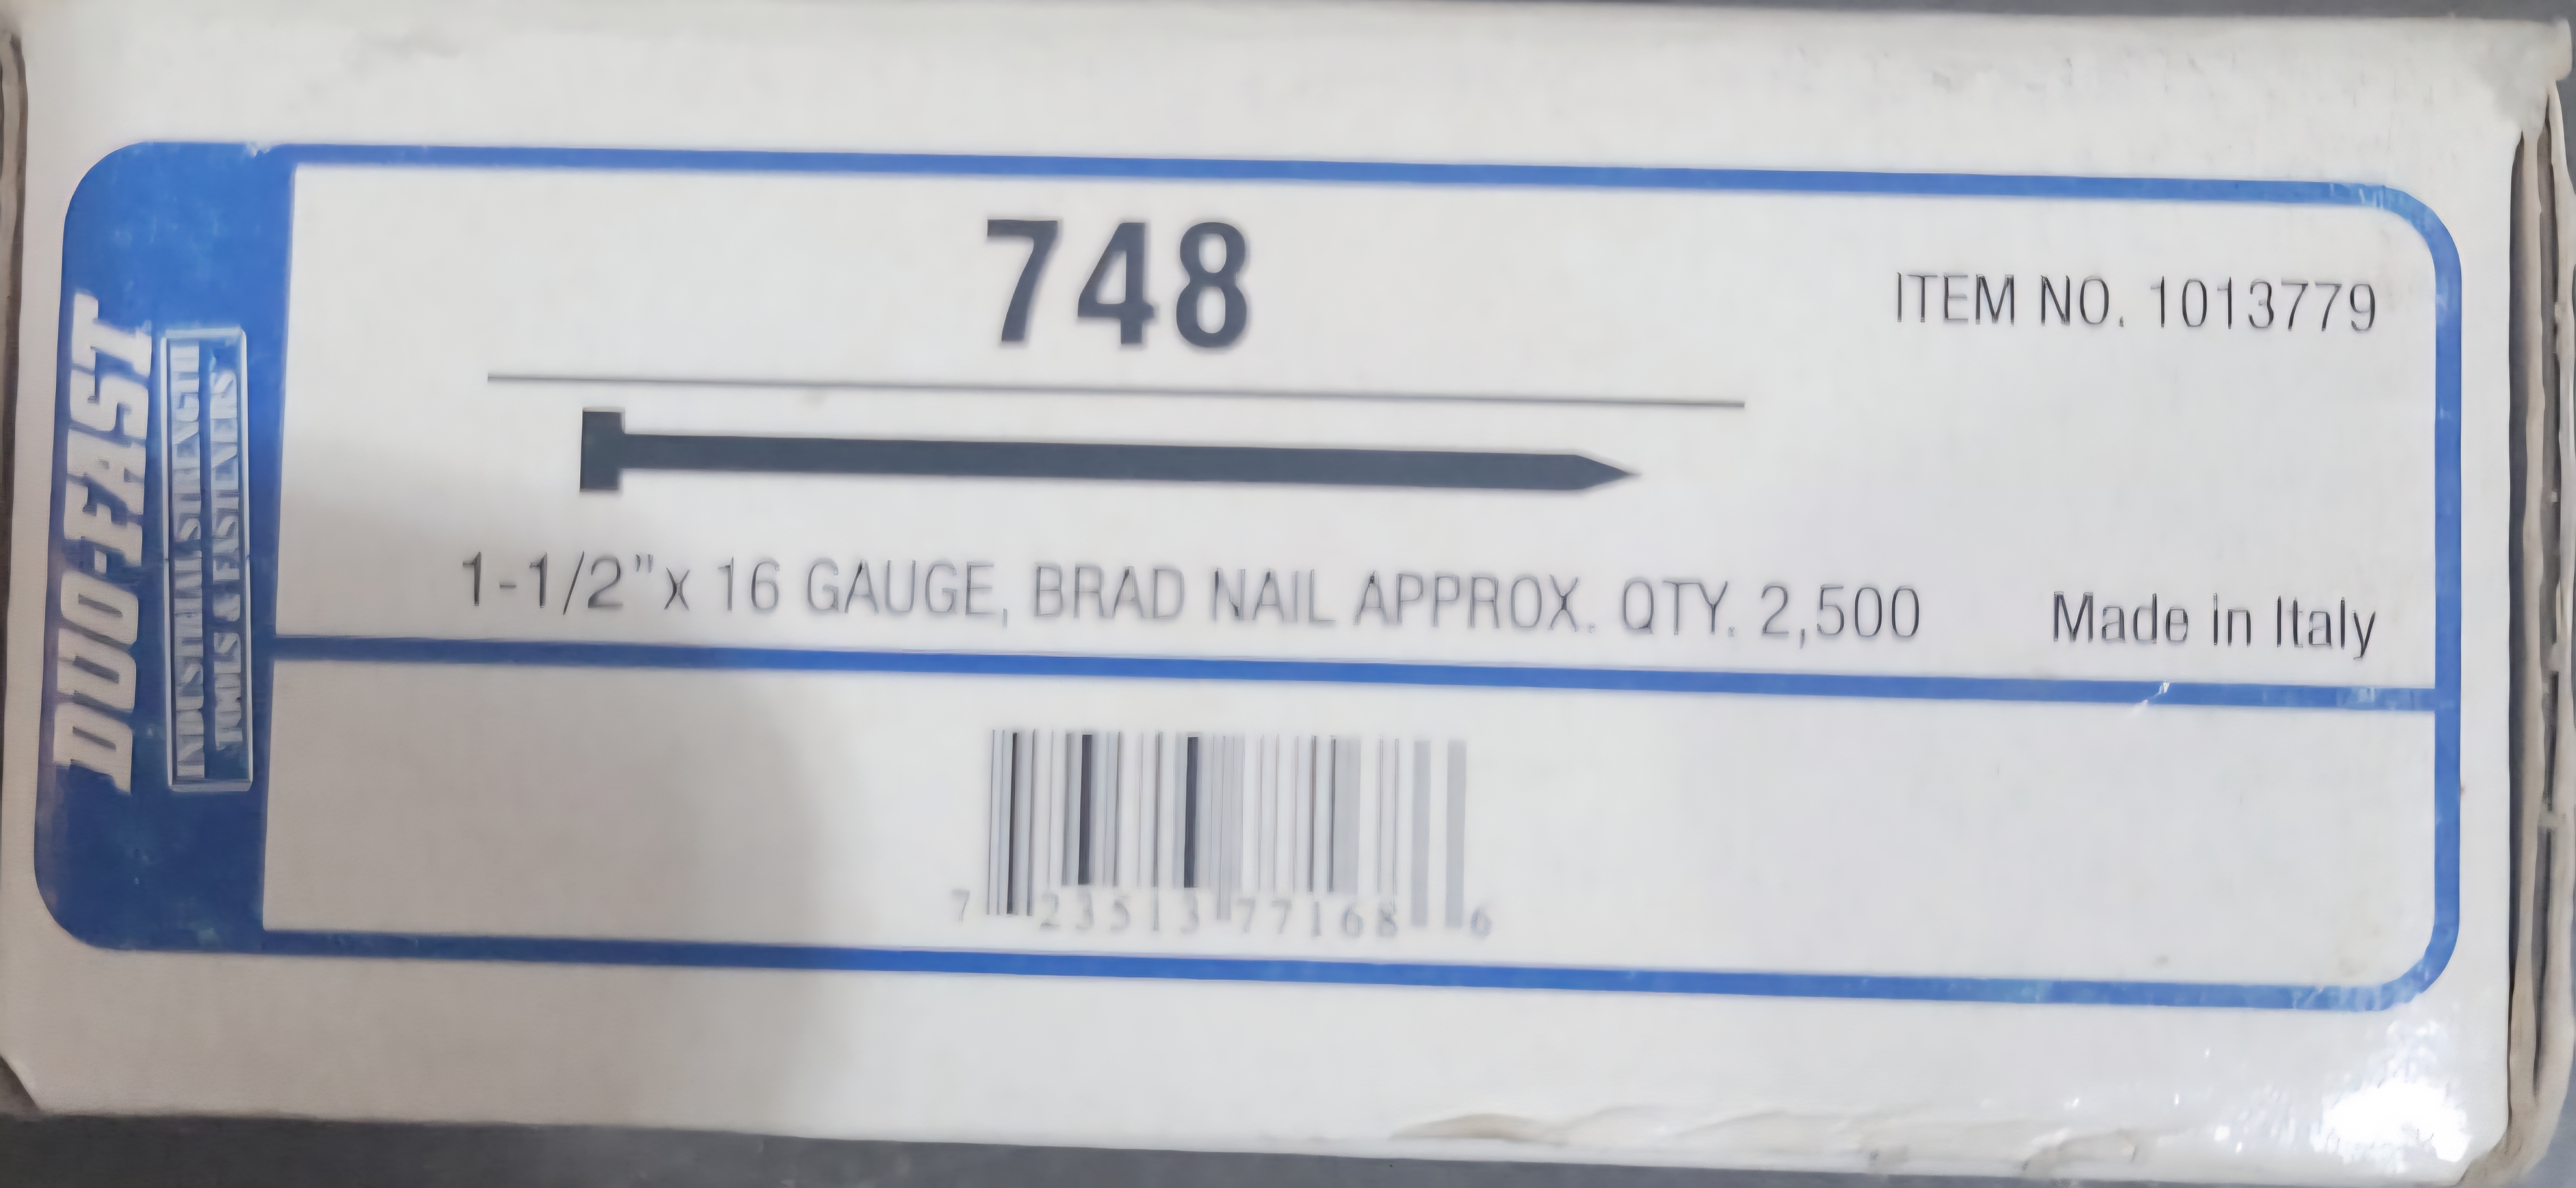 DUO-FAST
INDUSTRIAL STRENGTH
TOOLS & FASTENERS
748
ITEM NO. 1013779
1-1/2"x 16 GAUGE, BRAD NAIL APPROX. QTY. 2,500
Made in Italy
7 23513 77168 6